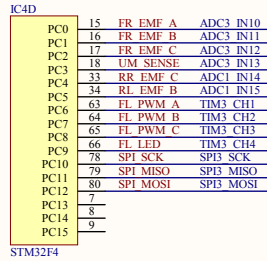 IC4D
PC0 15 FR_EMF_A ADC3_IN10
PC1 16 FR_EMF_B ADC3_IN11
PC2 17 FR_EMF_C ADC3_IN12
PC3 18 UM_SENSE ADC3_IN13
PC4 33 RR_EMF_C ADC1_IN14
PC5 34 RL_EMF_B ADC1_IN15
PC6 63 FL_PWM_A TIM3_CH1
PC7 64 FL_PWM_B TIM3_CH2
PC8 65 FL_PWM_C TIM3_CH3
PC9 66 FL_LED TIM3_CH4
PC10 78 SPI_SCK SPI3_SCK
PC11 79 SPI_MISO SPI3_MISO
PC12 80 SPI_MOSI SPI3_MOSI
PC13 7
PC14 8
PC15 9
STM32F4